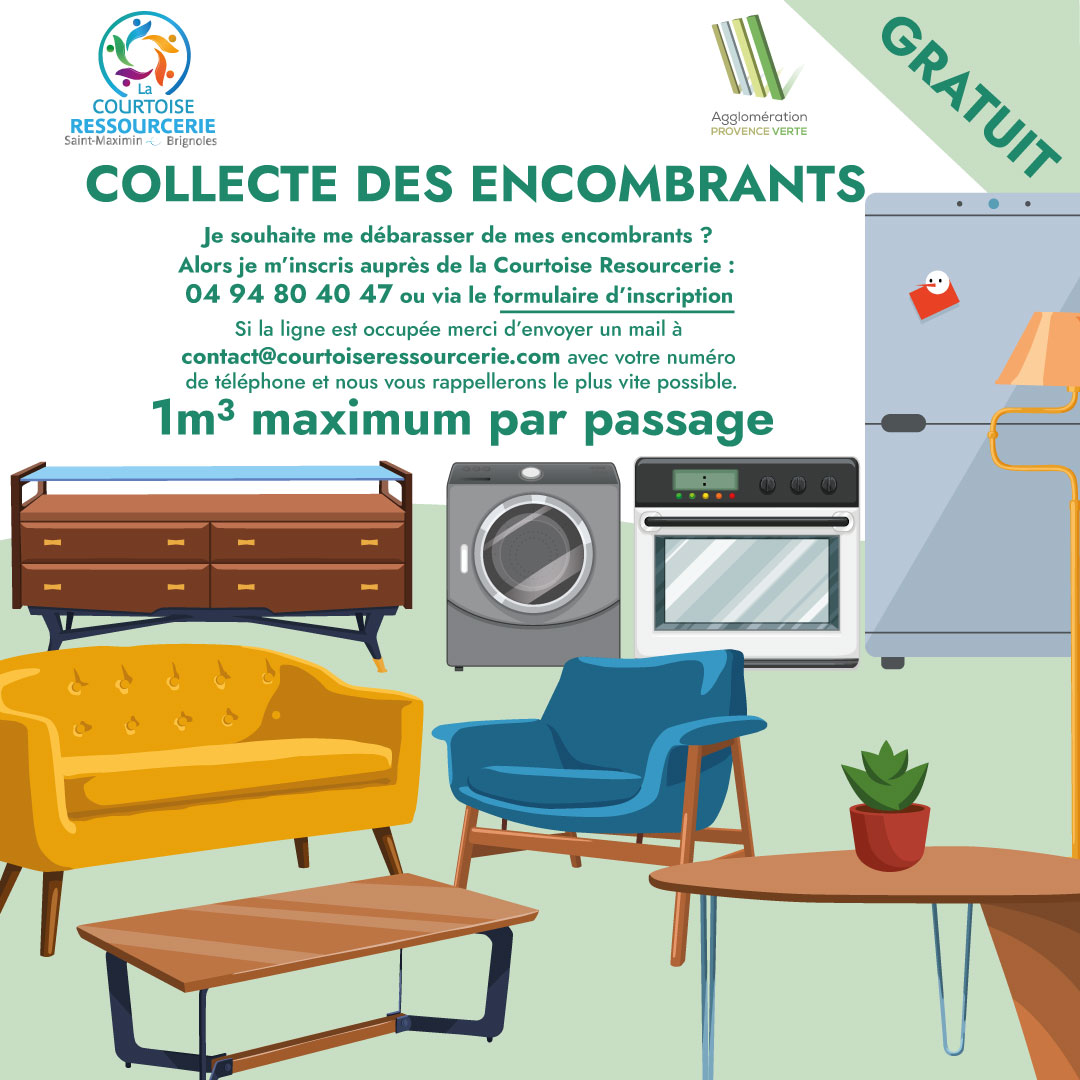 La
COURTOISE
RESSOURCERIE
Saint-Maximin Brignoles
Agglomération
PROVENCE VERTE
GRATUIT
COLLECTE DES ENCOMBRANTS
Je souhaite me débarasser de mes encombrants ?
Alors je m'inscris auprès de la Courtoise Resourcerie :
04 94 80 40 47 ou via le formulaire d'inscription
Si la ligne est occupée merci d'envoyer un mail à
contact@courtoiseressourcerie.com avec votre numéro
de téléphone et nous vous rappellerons le plus vite possible.
1m³ maximum par passage